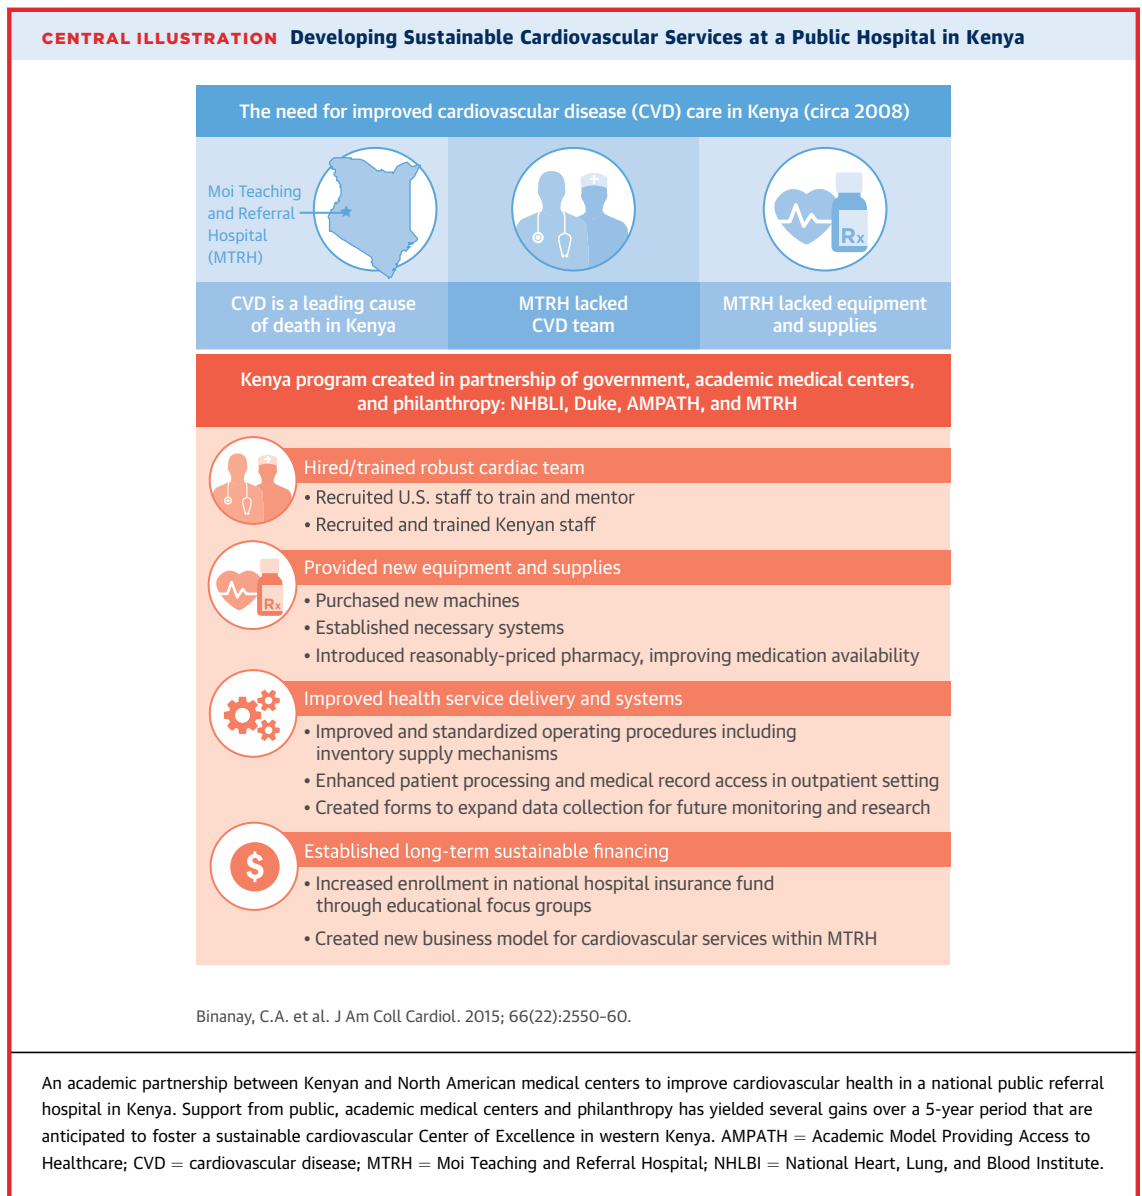 CENTRAL ILLUSTRATION Developing Sustainable Cardiovascular Services at a Public Hospital in Kenya
The need for improved cardiovascular disease (CVD) care in Kenya (circa 2008)
Moi Teaching
and Referral
Hospital
(MTRH)
Rx
CVD is a leading cause
of death in Kenya
MTRH lacked
CVD team
MTRH lacked equipment
and supplies
Kenya program created in partnership of government, academic medical centers,
and philanthropy: NHBLI, Duke, AMPATH, and MTRH
Hired/trained robust cardiac team
• Recruited U.S. staff to train and mentor
• Recruited and trained Kenyan staff
Rx
Provided new equipment and supplies
• Purchased new machines
• Established necessary systems
• Introduced reasonably-priced pharmacy, improving medication availability
Improved health service delivery and systems
• Improved and standardized operating procedures including
inventory supply mechanisms
• Enhanced patient processing and medical record access in outpatient setting
• Created forms to expand data collection for future monitoring and research
$
Established long-term sustainable financing
• Increased enrollment in national hospital insurance fund
through educational focus groups
• Created new business model for cardiovascular services within MTRH
Binanay, C.A. et al. J Am Coll Cardiol. 2015; 66(22):2550-60.
An academic partnership between Kenyan and North American medical centers to improve cardiovascular health in a national public referral
hospital in Kenya. Support from public, academic medical centers and philanthropy has yielded several gains over a 5-year period that are
anticipated to foster a sustainable cardiovascular Center of Excellence in western Kenya. AMPATH = Academic Model Providing Access to
Healthcare; CVD = cardiovascular disease; MTRH = Moi Teaching and Referral Hospital; NHLBI = National Heart, Lung, and Blood Institute.